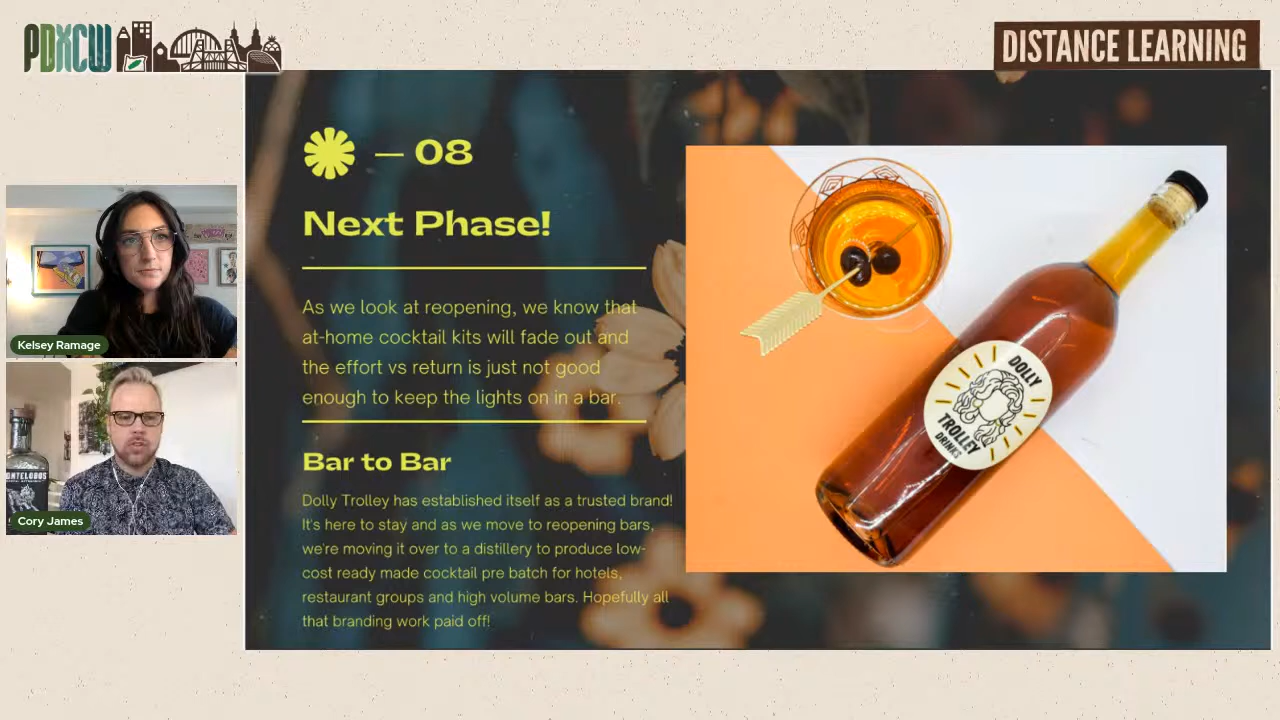 PDXCW
DISTANCE LEARNING
— 08
Next Phase!
As we look at reopening, we know that
at-home cocktail kits will fade out and
the effort vs return is just not good
enough to keep the lights on in a bar.
Bar to Bar
Dolly Trolley has established itself as a trusted brand!
It's here to stay and as we move to reopening bars,
we're moving it over to a distillery to produce low-
cost ready made cocktail pre batch for hotels,
restaurant groups and high volume bars. Hopefully all
that branding work paid off!
DOLLY
TROLLEY
DRINKS
Kelsey Ramage
Cory James